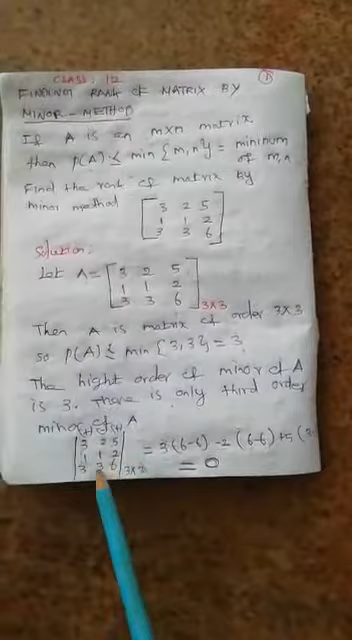 CLASS: 12
FINDING RANK OF MATRIX BY
MINOR-METHOD
If A is an mxn matrix
then ρ(A) ≤ min {m,n} = minimum
of m,n
Find the rank of matrix by
minor method [3 2 5
1 1 2
3 3 6]
Solution:
Let A = [3 2 5
1 1 2
3 3 6] 3x3
Then A is matrix of order 3x3
so ρ(A) ≤ min {3,3} = 3
The hight order of minor of A
is 3. There is only third order
minor of A
|3 2 5
1 1 2
3 3 6| = 3(6-6)-2(6-6)+5(3-
= 0